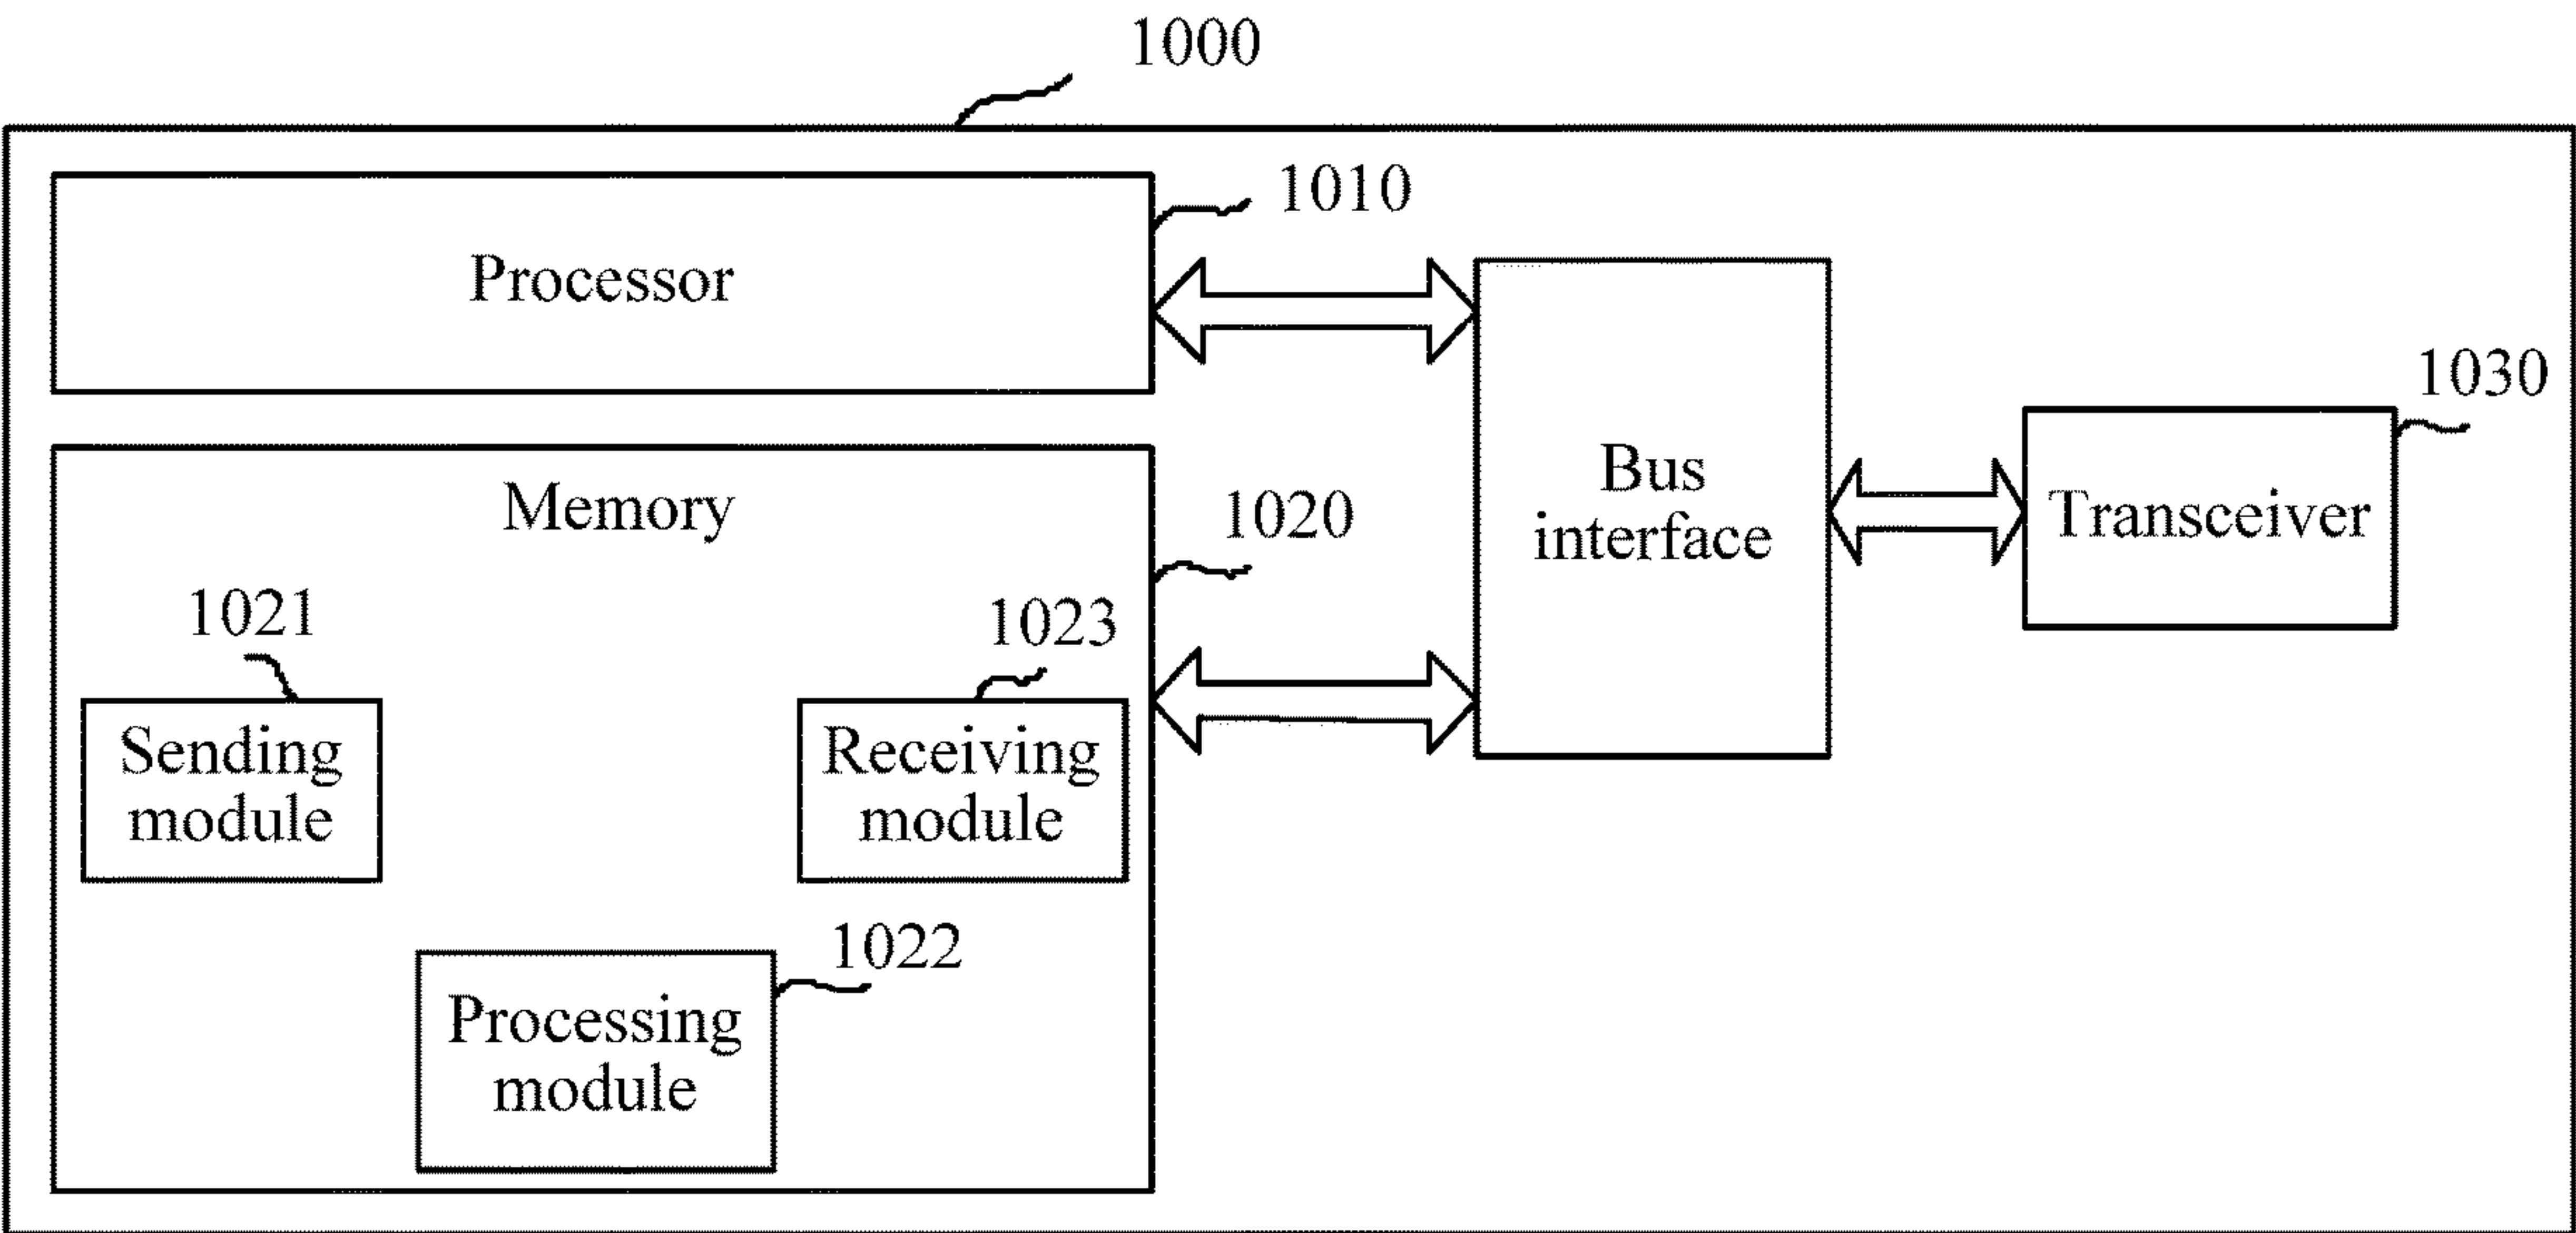 1000
1010
Processor
1030
Bus
interface
Transceiver
Memory
1020
1021
1023
Sending
module
Receiving
module
1022
Processing
module